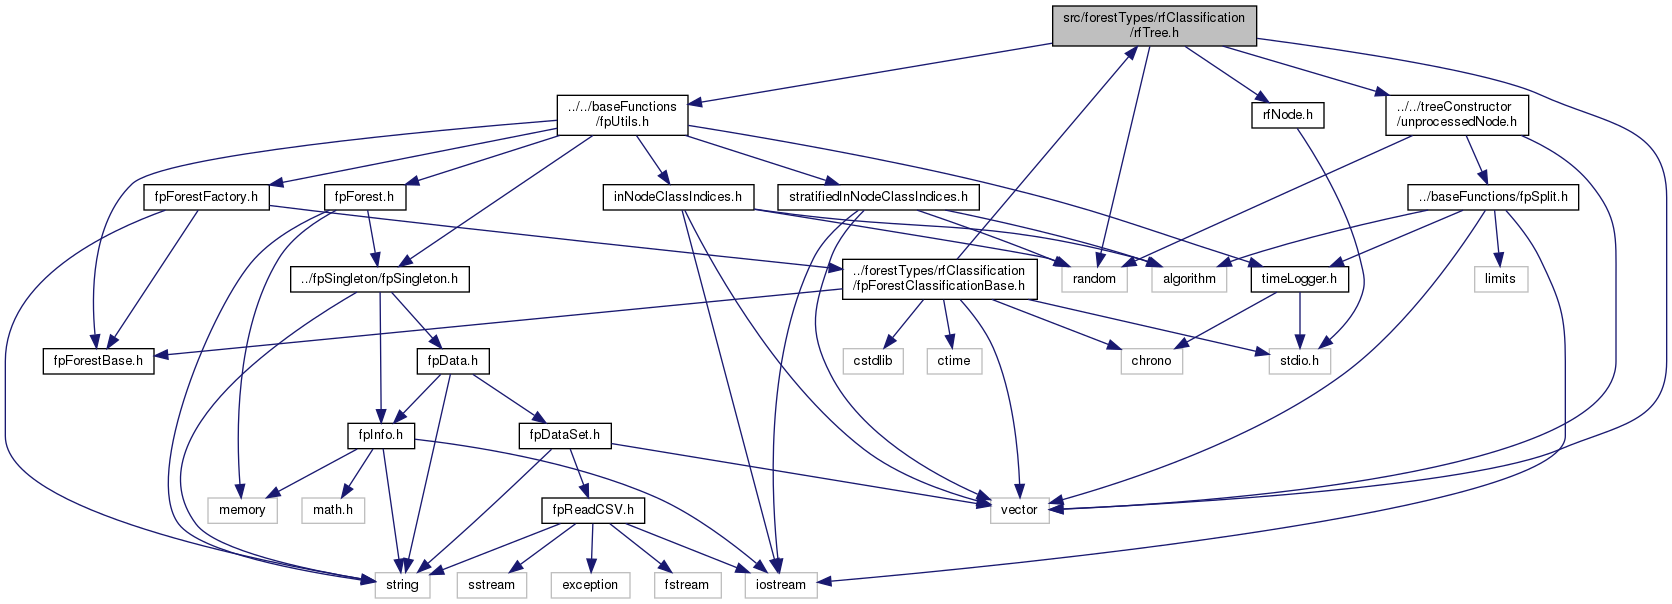 src/forestTypes/rfClassification
/rfTree.h
../../baseFunctions
/fpUtils.h
rfNode.h
../../treeConstructor
/unprocessedNode.h
fpForestFactory.h
fpForest.h
inNodeClassIndices.h
stratifiedInNodeClassIndices.h
../baseFunctions/fpSplit.h
../fpSingleton/fpSingleton.h
../forestTypes/rfClassification
/fpForestClassificationBase.h
random
algorithm
timeLogger.h
limits
fpForestBase.h
fpData.h
cstdlib
ctime
chrono
stdio.h
fpInfo.h
fpDataSet.h
memory
math.h
fpReadCSV.h
vector
string
sstream
exception
fstream
iostream